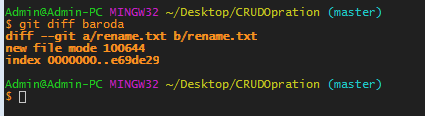 Admin@Admin-PC MINGW32 ~/Desktop/CRUDOpration (master)
$ git diff baroda
diff --git a/rename.txt b/rename.txt
new file mode 100644
index 0000000..e69de29
Admin@Admin-PC MINGW32 ~/Desktop/CRUDOpration (master)
$